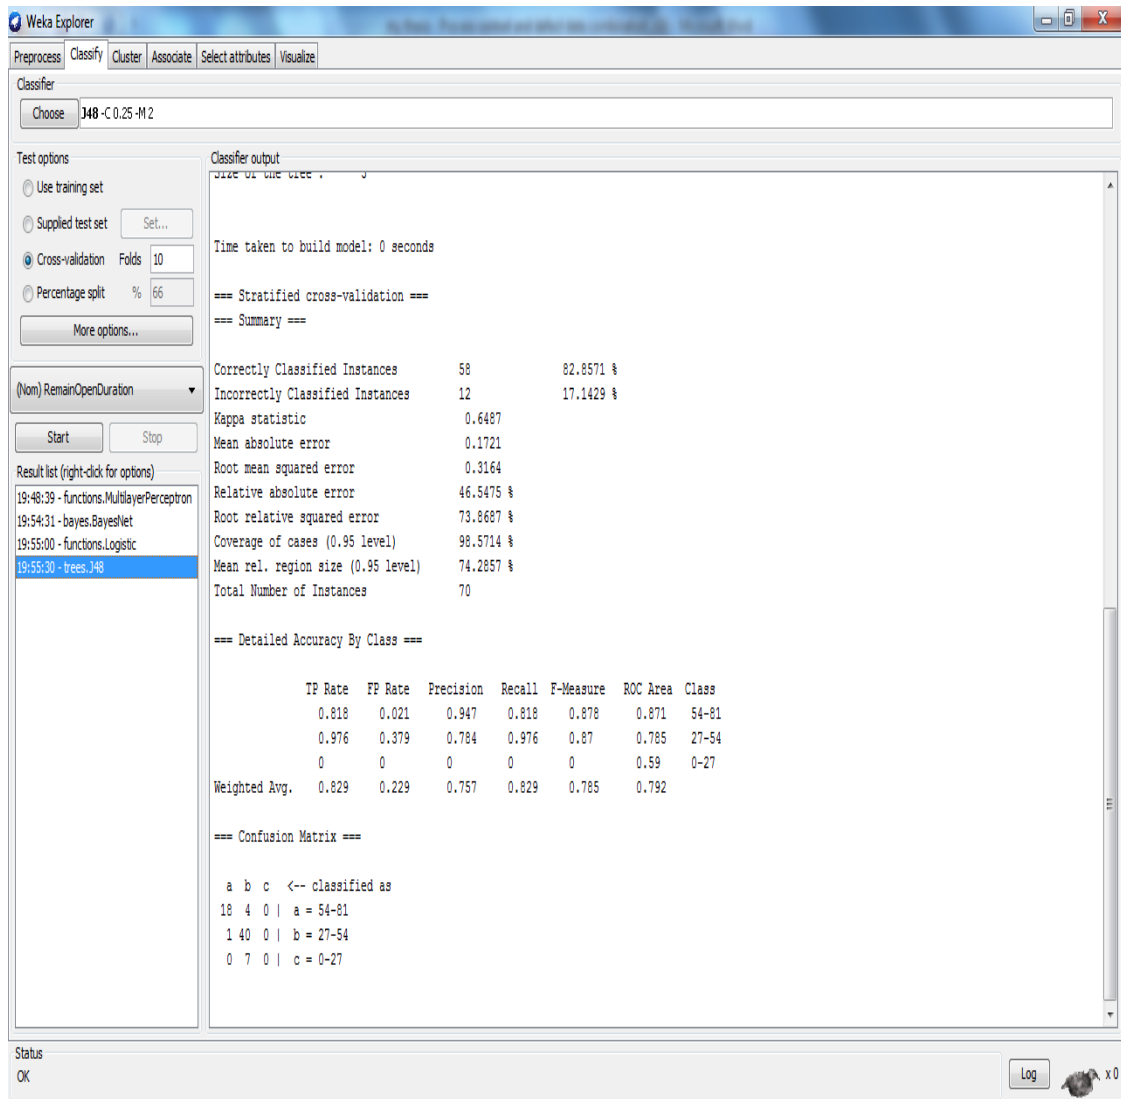 Weka Explorer
Preprocess Classify Cluster Associate Select attributes Visualize
Classifier
Choose J48 -C 0.25 -M 2
Test options
Use training set
Supplied test set Set...
Cross-validation Folds 10
Percentage split % 66
More options...
(Nom) RemainOpenDuration
Start Stop
Result list (right-click for options)
19:48:39 - functions.MultilayerPerceptron
19:54:31 - bayes.BayesNet
19:55:00 - functions.Logistic
19:55:30 - trees.J48
Classifier output
Size of the tree :
Time taken to build model: 0 seconds
=== Stratified cross-validation ===
=== Summary ===
Correctly Classified Instances 58 82.8571 %
Incorrectly Classified Instances 12 17.1429 %
Kappa statistic 0.6487
Mean absolute error 0.1721
Root mean squared error 0.3164
Relative absolute error 46.5475 %
Root relative squared error 73.8687 %
Coverage of cases (0.95 level) 98.5714 %
Mean rel. region size (0.95 level) 74.2857 %
Total Number of Instances 70
=== Detailed Accuracy By Class ===
TP Rate FP Rate Precision Recall F-Measure ROC Area Class
0.818 0.021 0.947 0.818 0.878 0.871 54-81
0.976 0.379 0.784 0.976 0.87 0.785 27-54
0 0 0 0 0 0.59 0-27
Weighted Avg. 0.829 0.229 0.757 0.829 0.785 0.792
=== Confusion Matrix ===
a b c <-- classified as
18 4 0 | a = 54-81
1 40 0 | b = 27-54
0 7 0 | c = 0-27
Status
OK
Log x 0